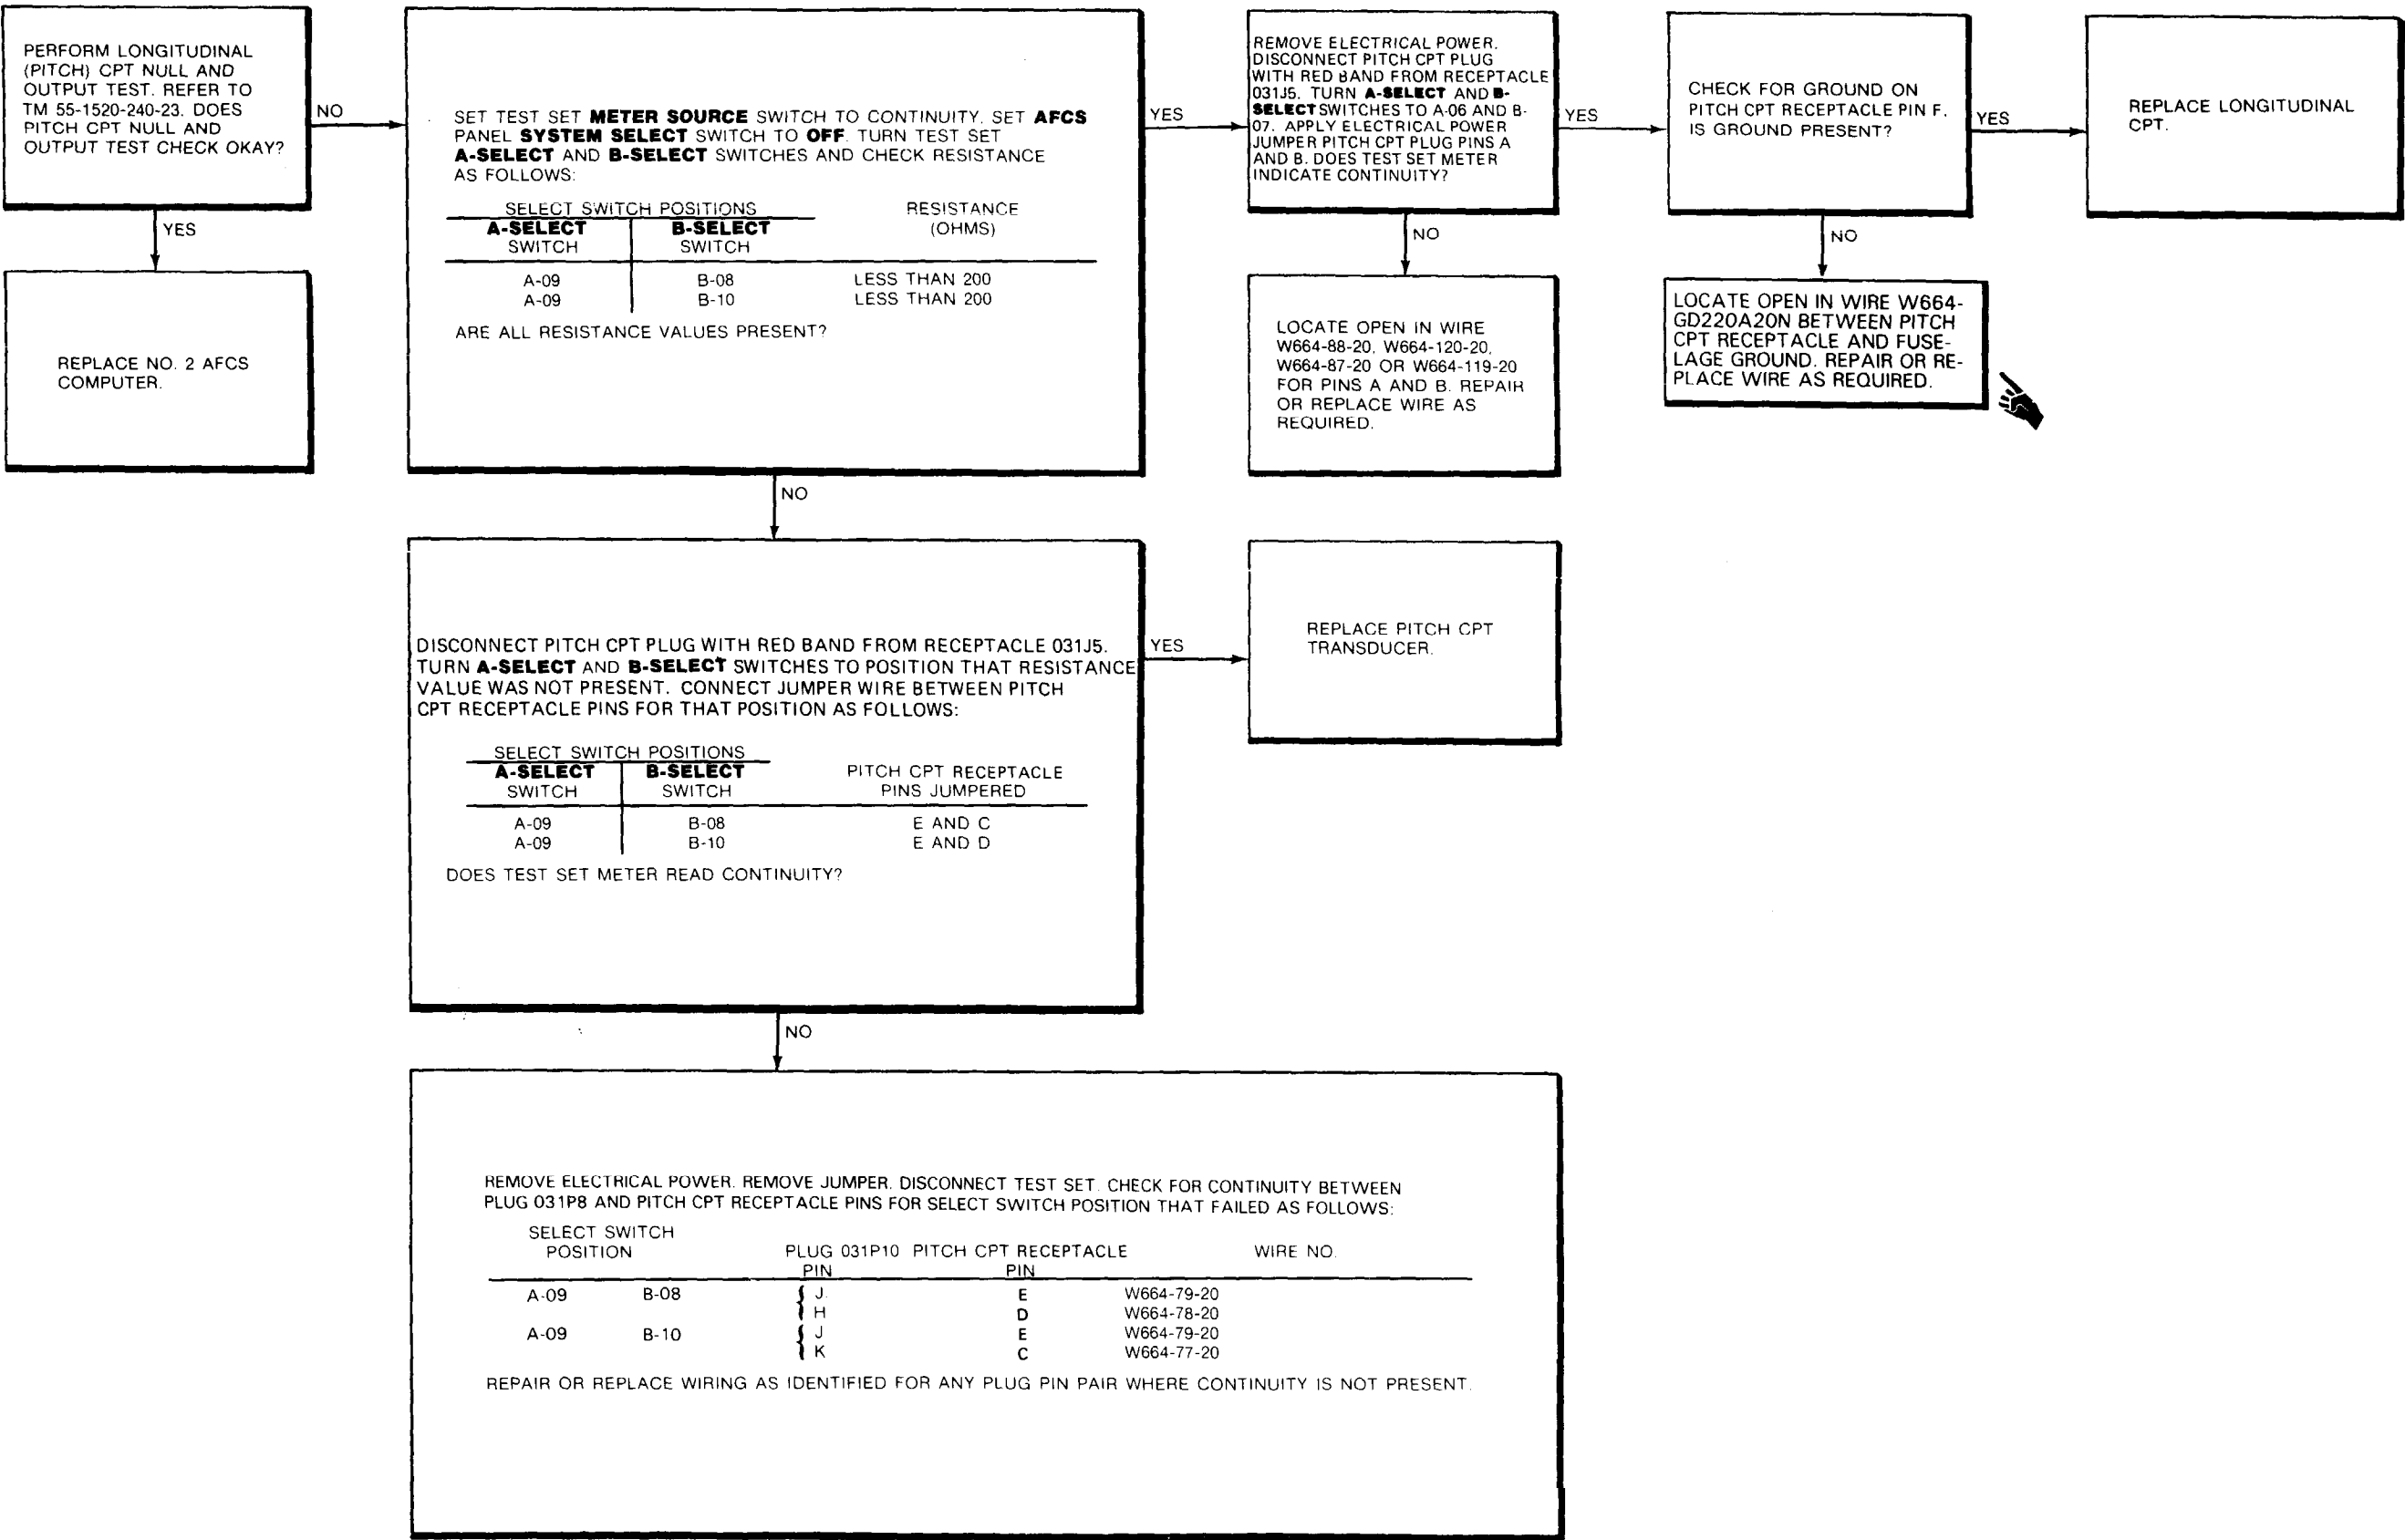 PERFORM LONGITUDINAL
(PITCH) CPT NULL AND
OUTPUT TEST. REFER TO
TM 55-1520-240-23. DOES
PITCH CPT NULL AND
OUTPUT TEST CHECK OKAY?
NO
YES
REPLACE NO. 2 AFCS
COMPUTER.
SET TEST SET METER SOURCE SWITCH TO CONTINUITY. SET AFCS
PANEL SYSTEM SELECT SWITCH TO OFF. TURN TEST SET
A-SELECT AND B-SELECT SWITCHES AND CHECK RESISTANCE
AS FOLLOWS:
SELECT SWITCH POSITIONS RESISTANCE
A-SELECT B-SELECT (OHMS)
SWITCH SWITCH
A-09 B-08 LESS THAN 200
A-09 B-10 LESS THAN 200
ARE ALL RESISTANCE VALUES PRESENT?
YES
NO
REMOVE ELECTRICAL POWER.
DISCONNECT PITCH CPT PLUG
WITH RED BAND FROM RECEPTACLE
031J5. TURN A-SELECT AND B-
SELECT SWITCHES TO A-06 AND B-
07. APPLY ELECTRICAL POWER
JUMPER PITCH CPT PLUG PINS A
AND B. DOES TEST SET METER
INDICATE CONTINUITY?
YES
NO
LOCATE OPEN IN WIRE
W664-88-20, W664-120-20,
W664-87-20 OR W664-119-20
FOR PINS A AND B. REPAIR
OR REPLACE WIRE AS
REQUIRED.
CHECK FOR GROUND ON
PITCH CPT RECEPTACLE PIN F.
IS GROUND PRESENT?
YES
NO
LOCATE OPEN IN WIRE W664-
GD220A20N BETWEEN PITCH
CPT RECEPTACLE AND FUSE-
LAGE GROUND. REPAIR OR RE-
PLACE WIRE AS REQUIRED.
REPLACE LONGITUDINAL
CPT.
DISCONNECT PITCH CPT PLUG WITH RED BAND FROM RECEPTACLE 031J5.
TURN A-SELECT AND B-SELECT SWITCHES TO POSITION THAT RESISTANCE
VALUE WAS NOT PRESENT. CONNECT JUMPER WIRE BETWEEN PITCH
CPT RECEPTACLE PINS FOR THAT POSITION AS FOLLOWS:
SELECT SWITCH POSITIONS
A-SELECT B-SELECT PITCH CPT RECEPTACLE
SWITCH SWITCH PINS JUMPERED
A-09 B-08 E AND C
A-09 B-10 E AND D
DOES TEST SET METER READ CONTINUITY?
YES
NO
REPLACE PITCH CPT
TRANSDUCER.
REMOVE ELECTRICAL POWER. REMOVE JUMPER. DISCONNECT TEST SET. CHECK FOR CONTINUITY BETWEEN
PLUG 031P8 AND PITCH CPT RECEPTACLE PINS FOR SELECT SWITCH POSITION THAT FAILED AS FOLLOWS:
SELECT SWITCH
POSITION PLUG 031P10 PITCH CPT RECEPTACLE WIRE NO.
PIN PIN
A-09 B-08 { J E W664-79-20
H D W664-78-20
A-09 B-10 { J E W664-79-20
K C W664-77-20
REPAIR OR REPLACE WIRING AS IDENTIFIED FOR ANY PLUG PIN PAIR WHERE CONTINUITY IS NOT PRESENT.